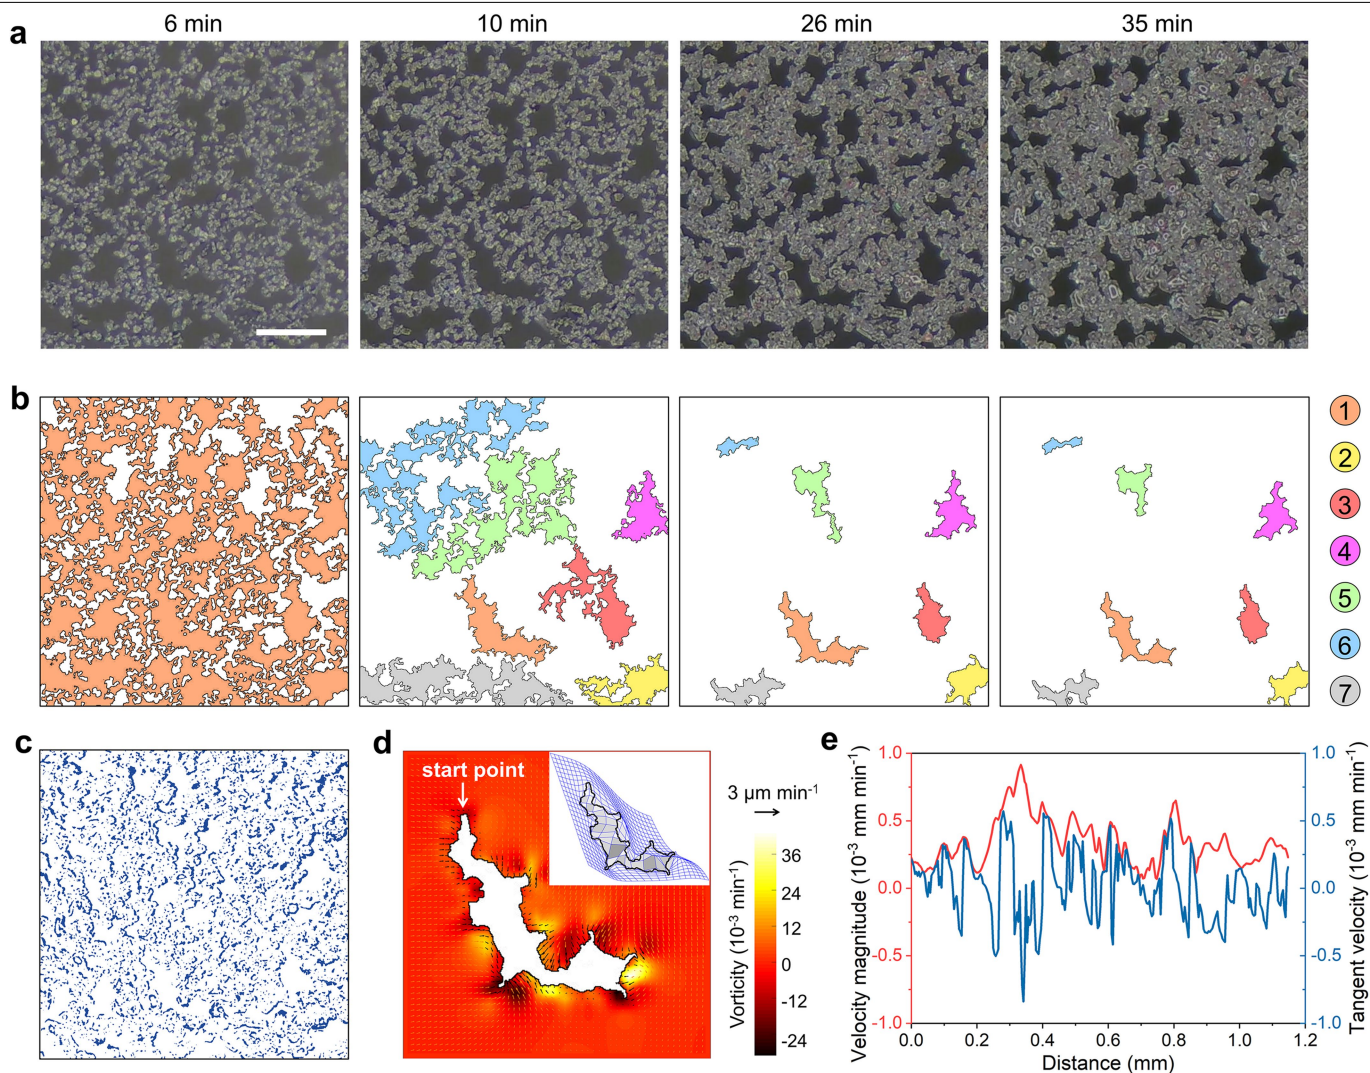 a
6 min
10 min
26 min
35 min
b
1
2
3
4
5
6
7
c
d
start point
3 µm min⁻¹
36
24
12
0
-12
-24
Vorticity (10⁻³ min⁻¹)
e
Velocity magnitude (10⁻³ mm min⁻¹)
1.0
0.5
0.0
-0.5
-1.0
1.0
0.5
0.0
-0.5
-1.0
Tangent velocity (10⁻³ mm min⁻¹)
0.0
0.2
0.4
0.6
0.8
1.0
1.2
Distance (mm)